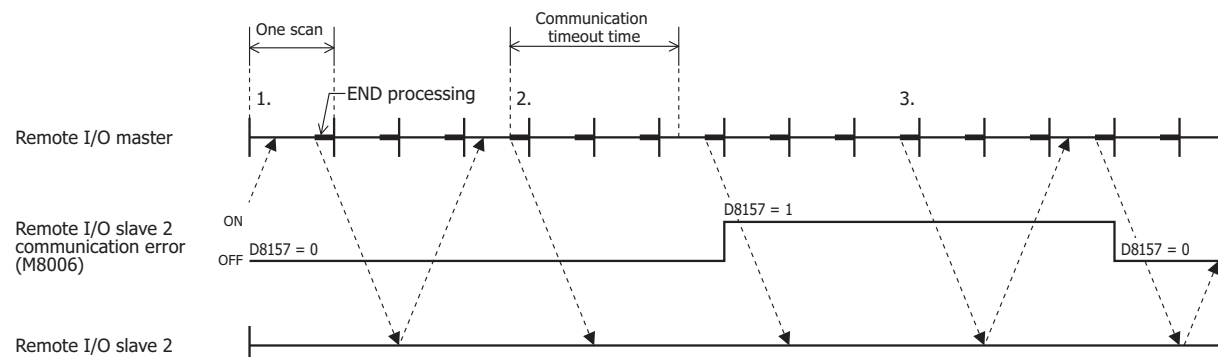 One scan
Communication
timeout time
1.
END processing
2.
3.
Remote I/O master
Remote I/O slave 2
communication error
(M8006)
ON
OFF
D8157 = 0
D8157 = 1
D8157 = 0
Remote I/O slave 2